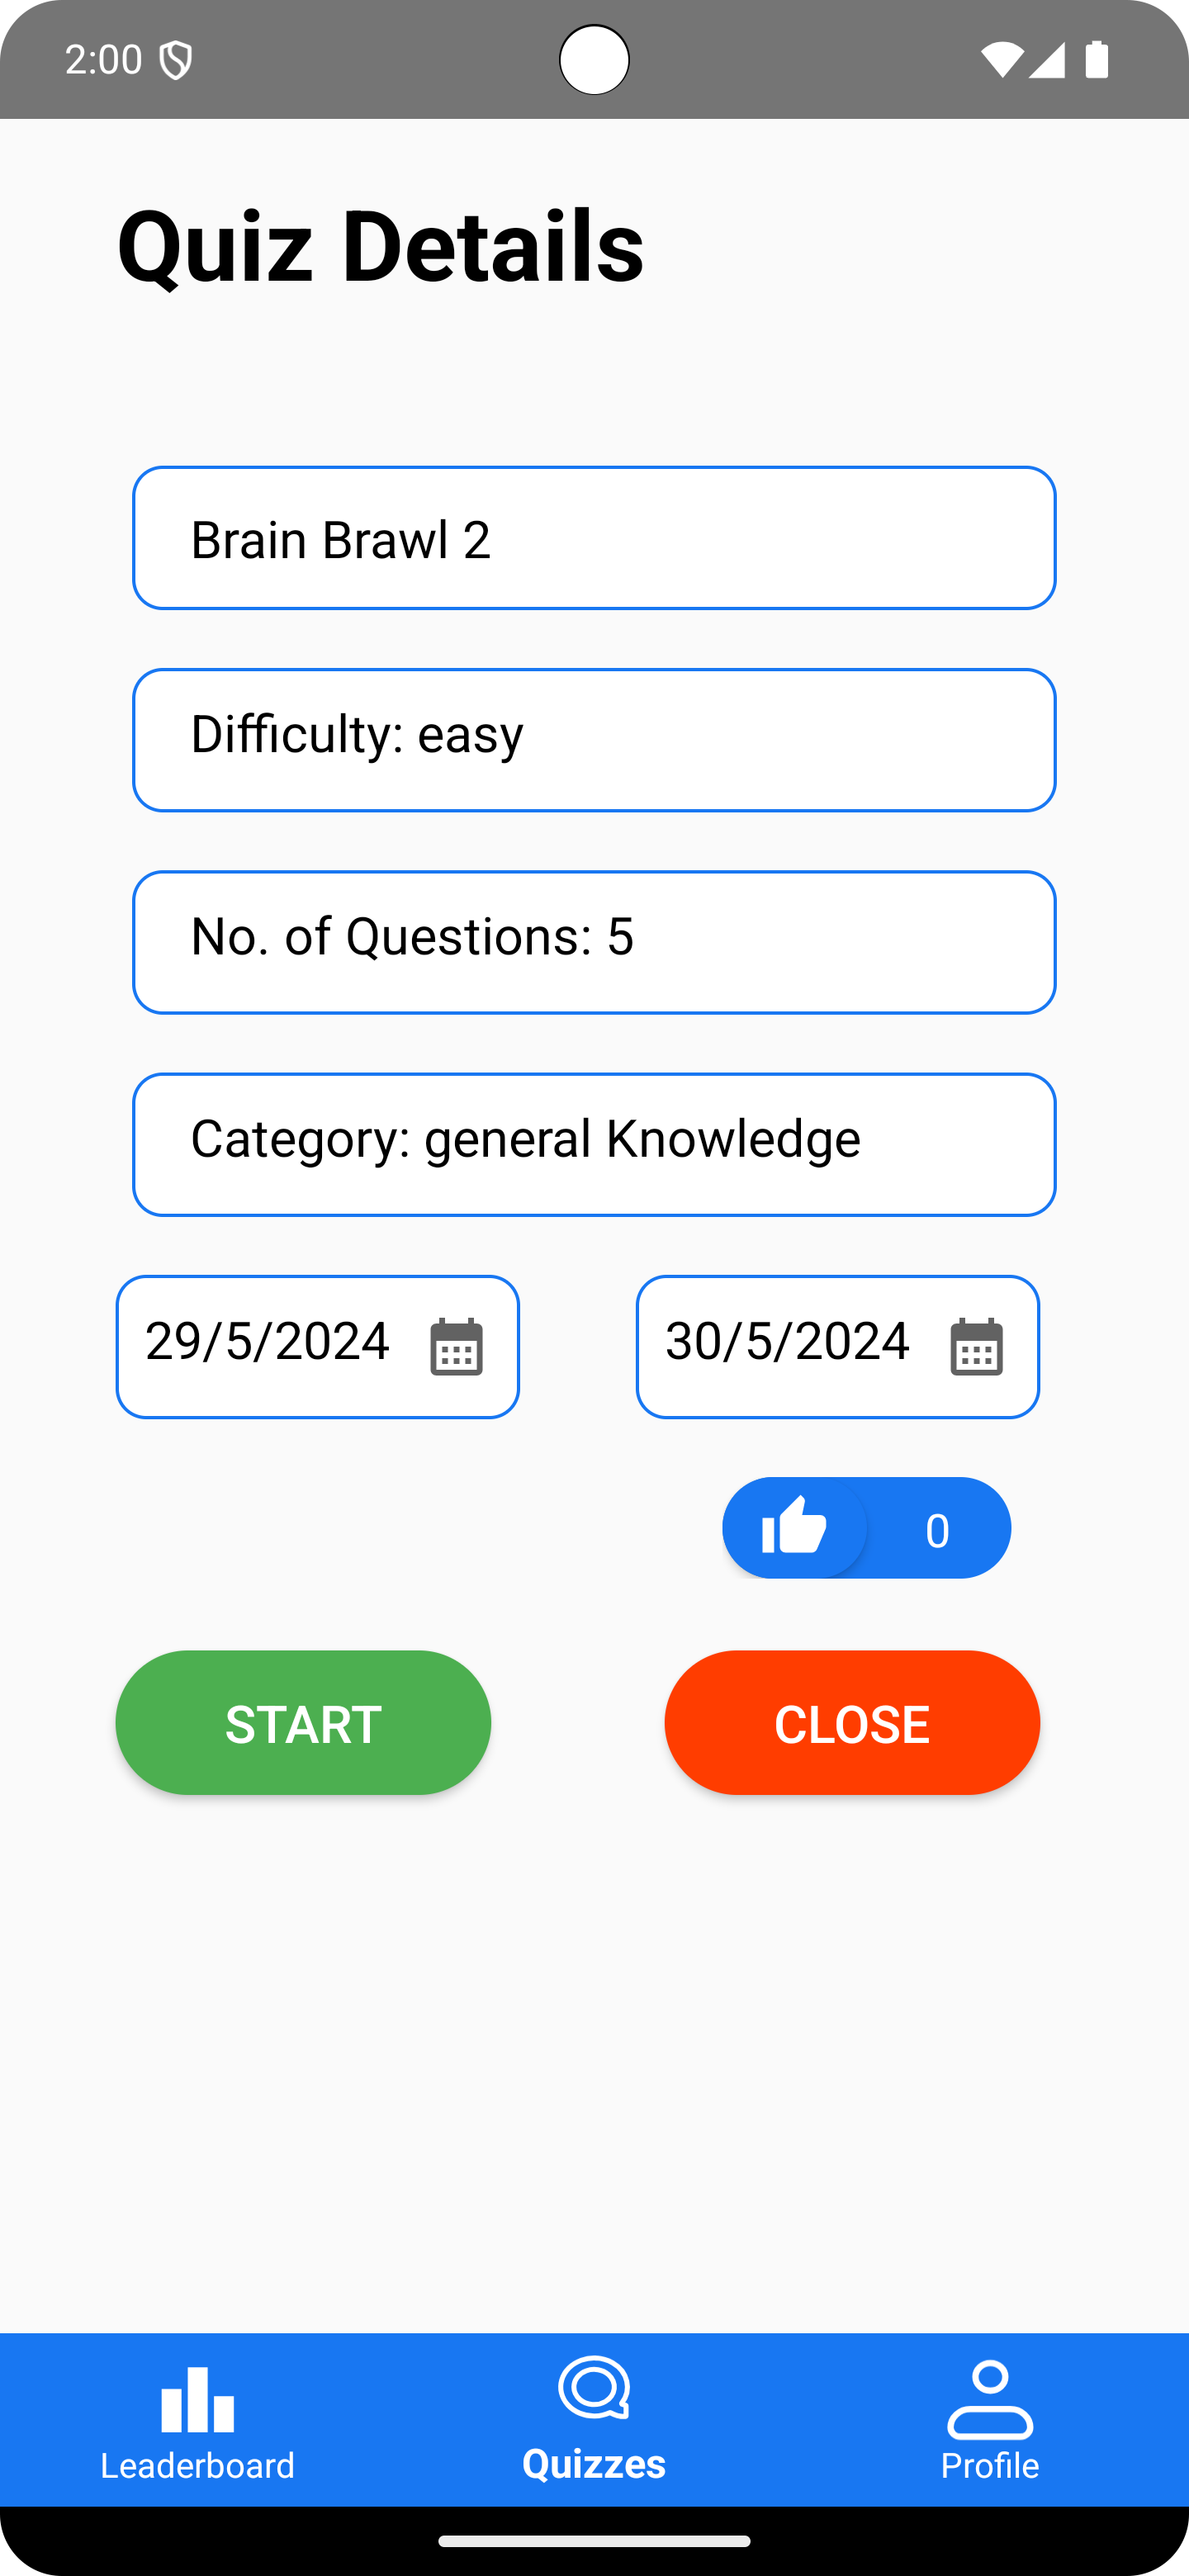 2:00
Quiz Details
Brain Brawl 2
Difficulty: easy
No. of Questions: 5
Category: general Knowledge
29/5/2024
30/5/2024
0
START
CLOSE
Leaderboard
Quizzes
Profile